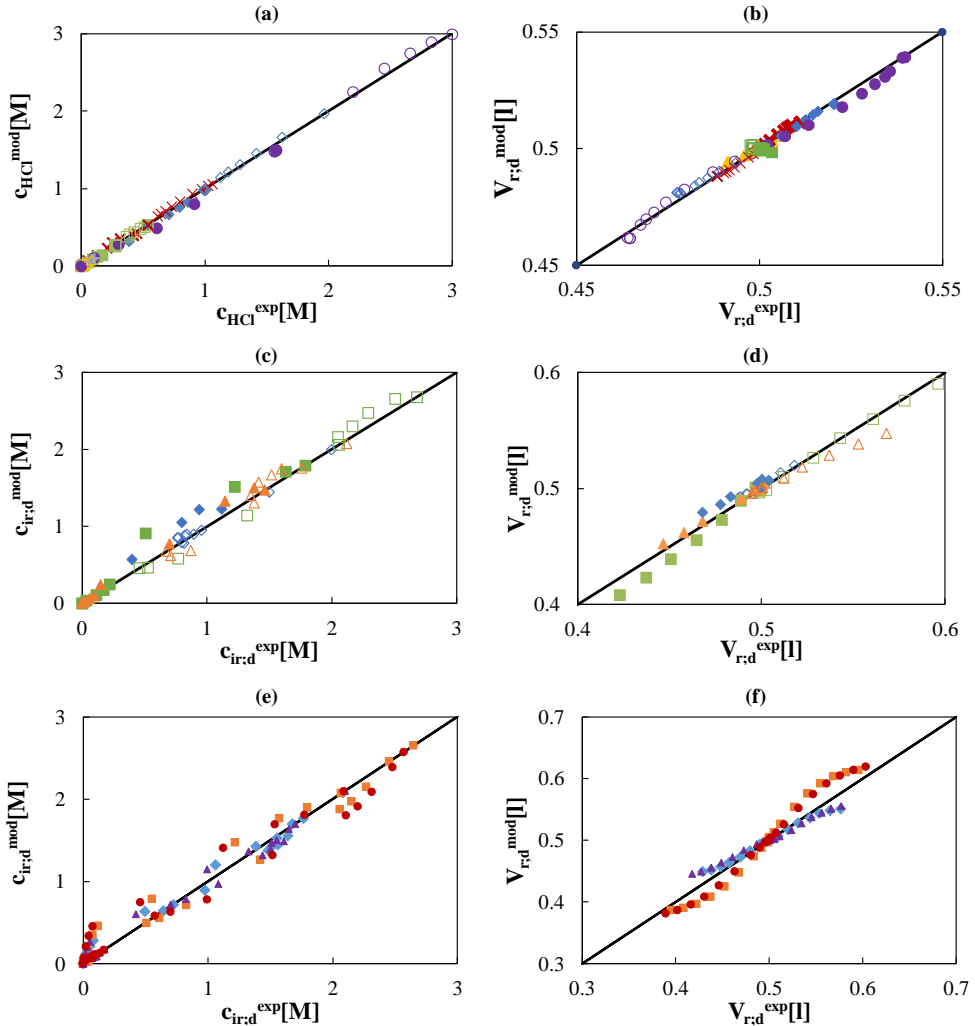 (a)
3
2
1
0
0
1
2
3
c_HCl^mod[M]
c_HCl^exp[M]
(b)
0.55
0.5
0.45
0.45
0.5
0.55
V_r;d^mod[l]
V_r;d^exp[l]
(c)
3
2
1
0
0
1
2
3
c_ir;d^mod[M]
c_ir;d^exp[M]
(d)
0.6
0.5
0.4
0.4
0.5
0.6
V_r;d^mod[l]
V_r;d^exp[l]
(e)
3
2
1
0
0
1
2
3
c_ir;d^mod[M]
c_ir;d^exp[M]
(f)
0.7
0.6
0.5
0.4
0.3
0.3
0.4
0.5
0.6
0.7
V_r;d^mod[l]
V_r;d^exp[l]